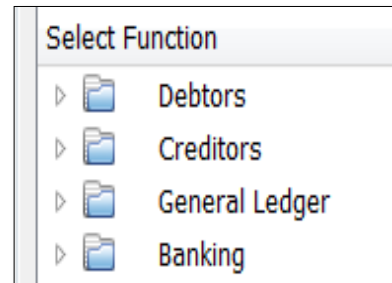 Select Function
Debtors
Creditors
General Ledger
Banking